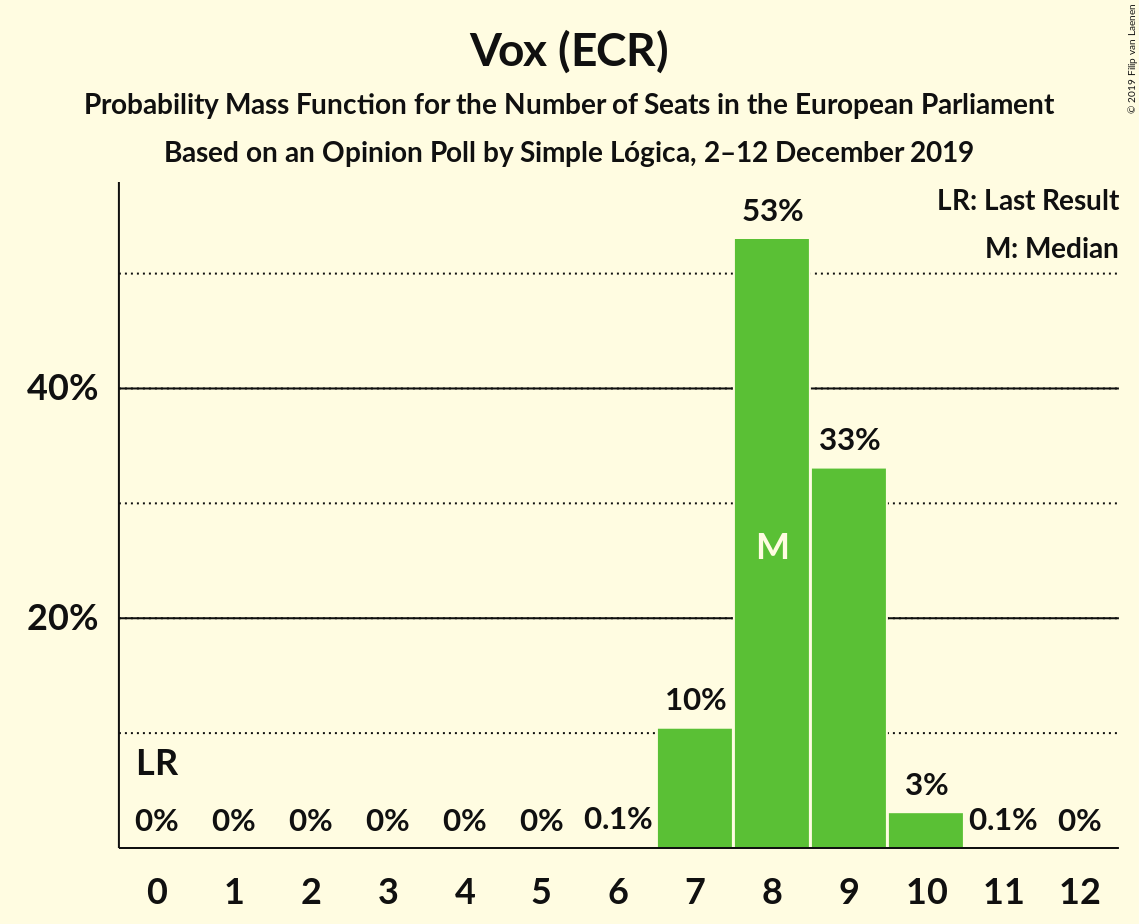 Vox (ECR)
Probability Mass Function for the Number of Seats in the European Parliament
Based on an Opinion Poll by Simple Lógica, 2–12 December 2019
© 2019 Filip van Laenen
LR: Last Result
M: Median
53%
40%
33%
M
20%
10%
LR
3%
0% 0% 0% 0% 0% 0% 0.1% 0.1% 0%
0 1 2 3 4 5 6 7 8 9 10 11 12